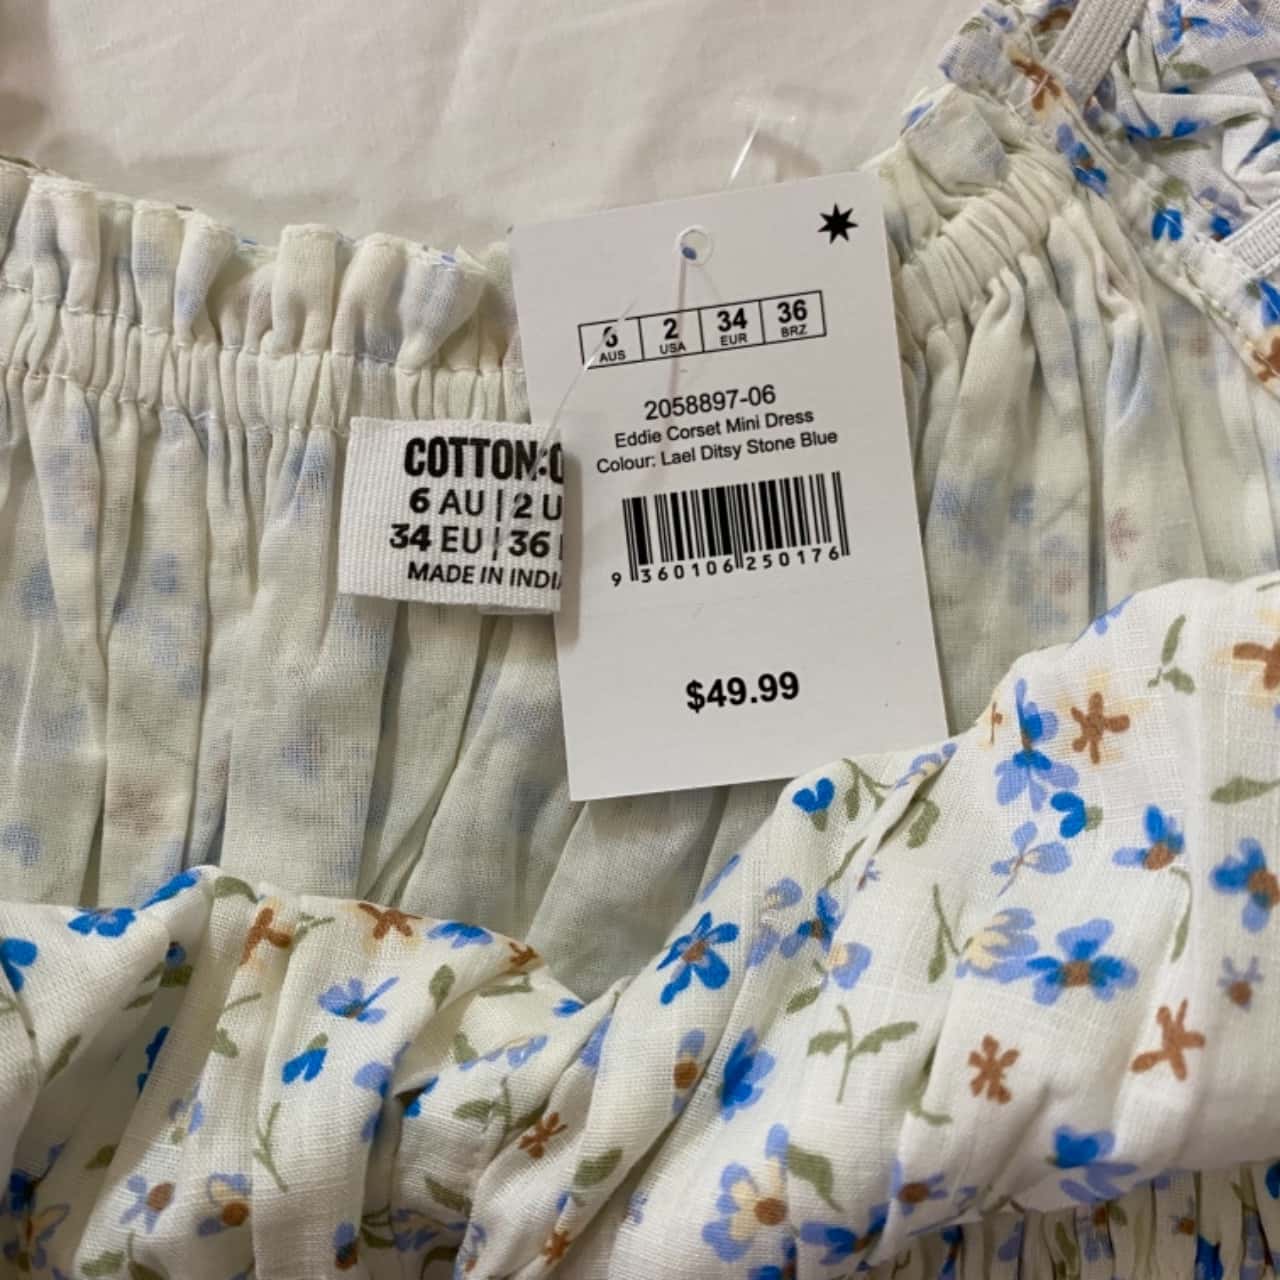 COTTON:O
6 AU | 2 U
34 EU | 36
MADE IN INDIA
6 2 34 36
AUS USA EUR BRZ
2058897-06
Eddie Corset Mini Dress
Colour: Lael Ditsy Stone Blue
9 360106 250176
$49.99